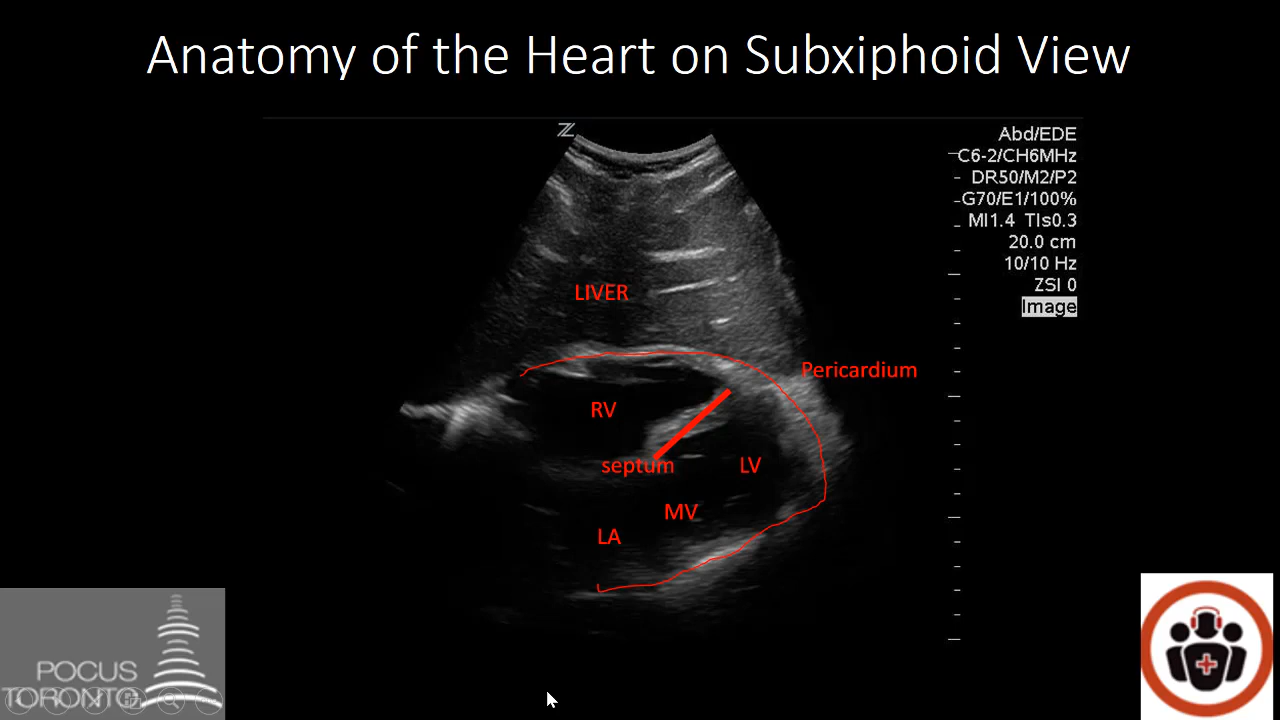 Anatomy of the Heart on Subxiphoid View
Z
Abd/EDE
C6-2/CH6MHz
DR50/M2/P2
G70/E1/100%
MI1.4 TIs0.3
20.0 cm
10/10 Hz
ZSI 0
Image
LIVER
Pericardium
RV
septum
LV
MV
LA
POCUS
TORONTO